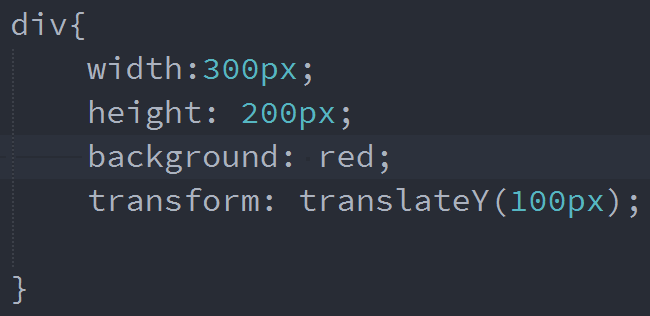 div{
width:300px;
height: 200px;
background: red;
transform: translateY(100px);
}